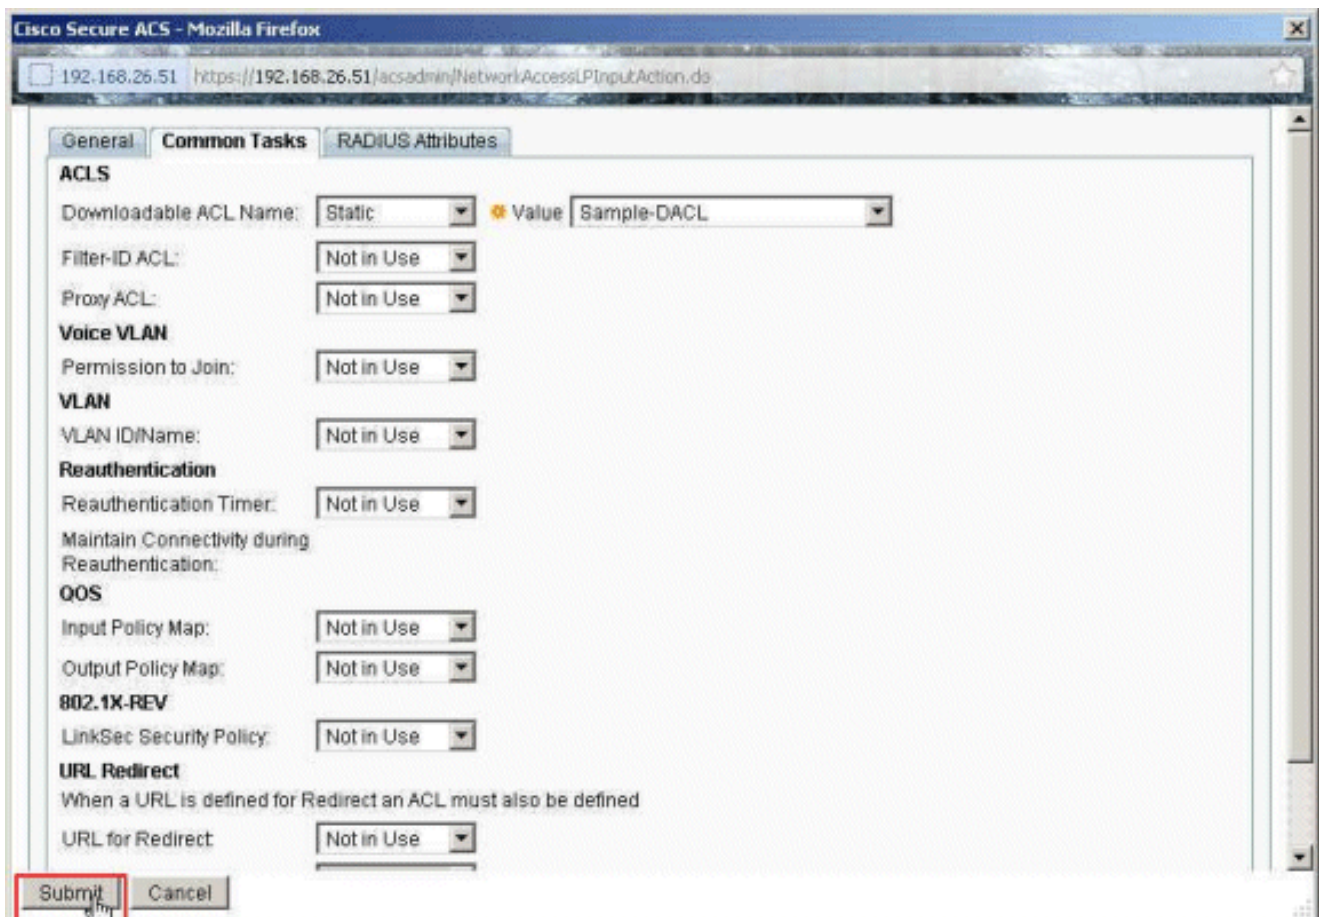 Cisco Secure ACS - Mozilla Firefox
192.168.26.51 https://192.168.26.51/acsadmin/NetworkAccessLPInputAction.do
General Common Tasks RADIUS Attributes
ACLS
Downloadable ACL Name: Static Value Sample-DACL
Filter-ID ACL: Not in Use
Proxy ACL: Not in Use
Voice VLAN
Permission to Join: Not in Use
VLAN
VLAN ID/Name: Not in Use
Reauthentication
Reauthentication Timer: Not in Use
Maintain Connectivity during
Reauthentication:
QOS
Input Policy Map: Not in Use
Output Policy Map: Not in Use
802.1X-REV
LinkSec Security Policy: Not in Use
URL Redirect
When a URL is defined for Redirect an ACL must also be defined
URL for Redirect: Not in Use
Submit Cancel